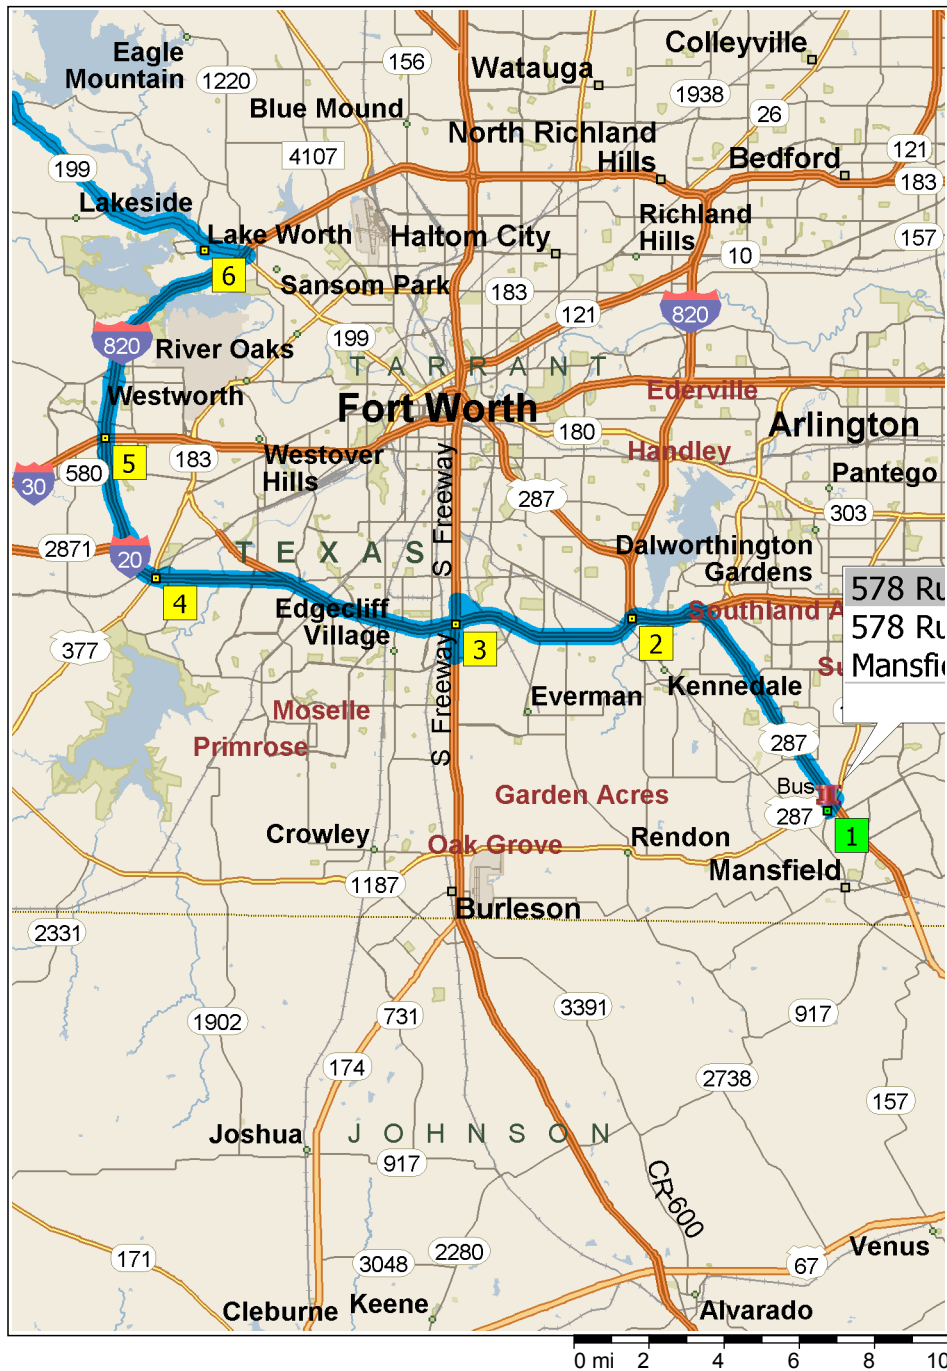 Eagle
Mountain
1220
156
Colleyville
Watauga
1938
26
Blue Mound
North Richland
Hills
4107
Bedford
121
183
199
Lakeside
Richland
Hills
Lake Worth
Haltom City
157
10
6
Sansom Park
183
121
820
820
199
River Oaks
TARRANT
Westworth
Ederville
Fort Worth
Arlington
180
5
580
183
Westover
Hills
Handley
30
Pantego
S Freeway
287
303
2871
20
TEXAS
Dalworthington
Gardens
4
Edgecliff
Village
578 Ru
Southland A
578 Ru
377
3
2
Mansfie
Su
S Freeway
Kennedale
Everman
Moselle
Primrose
287
Bus
287
Garden Acres
1
Crowley
Oak Grove
Rendon
Mansfield
1187
Burleson
2331
1902
731
3391
917
174
2738
157
Joshua
JOHNSON
917
CR-600
171
3048
2280
67
Venus
Cleburne
Keene
Alvarado
0 mi 2 4 6 8 10